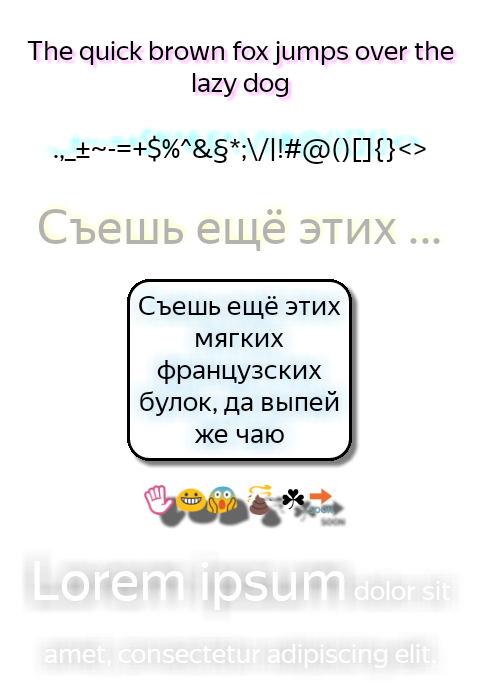 The quick brown fox jumps over the
lazy dog
.,_±~-=+$%^&§*;\/|!#@()[]{}<>
Съешь ещё этих ...
Съешь ещё этих
мягких
французских
булок, да выпей
же чаю
👋😀😱💩☘🔜
Lorem ipsum dolor sit
amet, consectetur adipiscing elit.